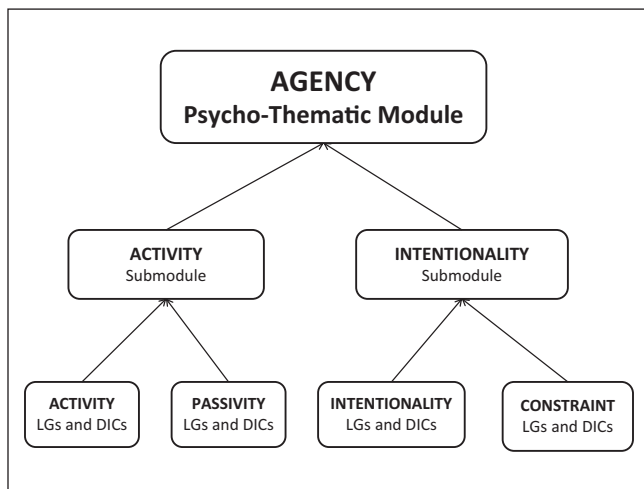 AGENCY
Psycho-Thematic Module
ACTIVITY
Submodule
INTENTIONALITY
Submodule
ACTIVITY
LGs and DICs
PASSIVITY
LGs and DICs
INTENTIONALITY
LGs and DICs
CONSTRAINT
LGs and DICs